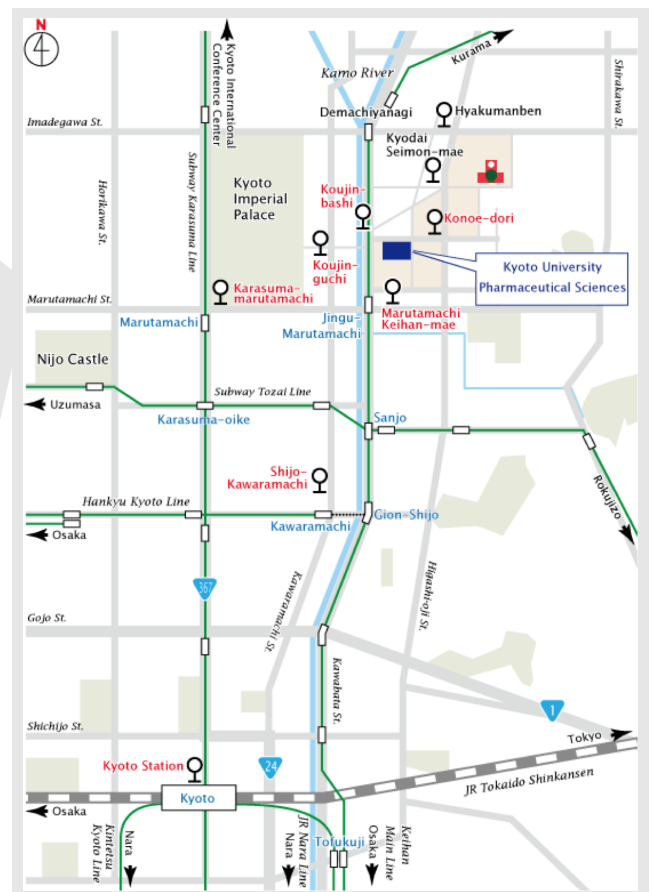 N
Kyoto International
Conference Center
Kurama
Kamo River
Shirakawa St.
Demachiyanagi
Hyakumanben
Imadegawa St.
Kyodai
Seimon-mae
Horikawa St.
Subway Karasuma Line
Kyoto
Imperial
Palace
Koujin-
bashi
Konoe-dori
Koujin-
guchi
Kyoto University
Pharmaceutical Sciences
Karasuma-
marutamachi
Marutamachi St.
Marutamachi
Keihan-mae
Marutamachi
Jingu-
Marutamachi
Nijo Castle
Subway Tozai Line
Uzumasa
Karasuma-oike
Sanjo
Shijo-
Kawaramachi
Rokujizo
Hankyu Kyoto Line
Kawaramachi
Gion-Shijo
Osaka
Higashi-oji St.
Kawaramachi St.
367
Gojo St.
Kawabata St.
1
Shichijo St.
Tokyo
Kyoto Station
24
JR Tokaido Shinkansen
Kyoto
Osaka
Kintetsu
Kyoto Line
Nara
JR Nara Line
Nara
Tofukuji
Osaka
Keihan
Main Line